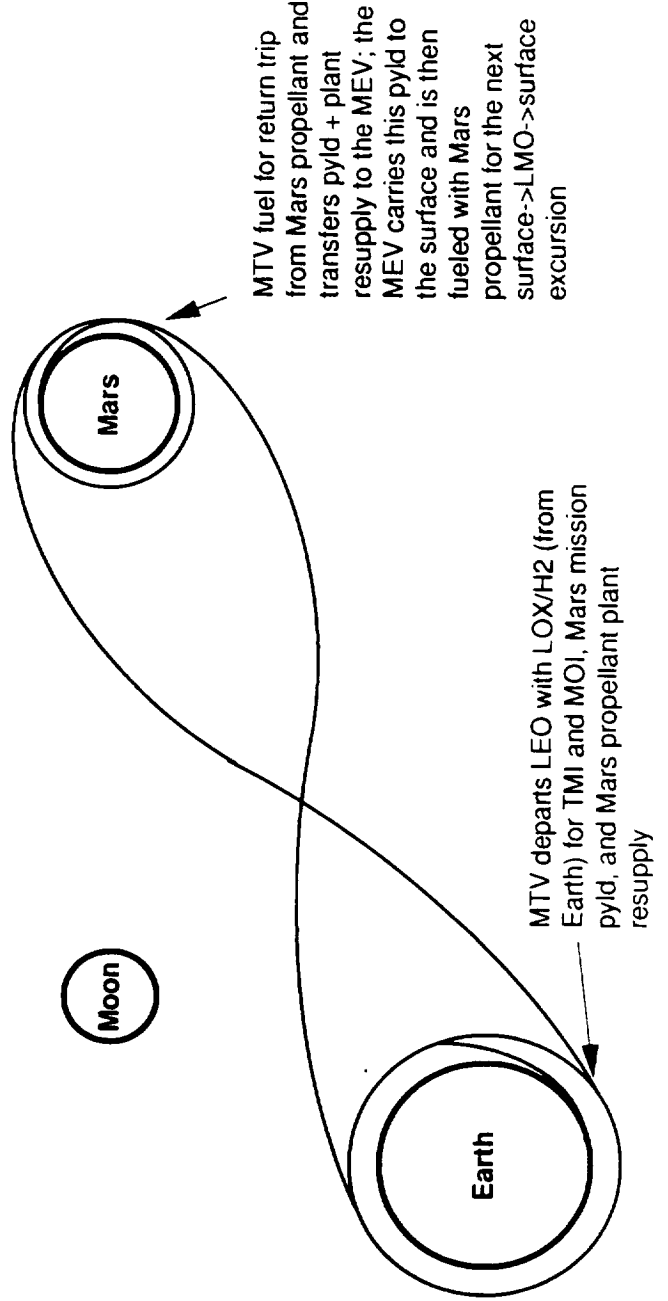 MTV fuel for return trip
from Mars propellant and
transfers pyld + plant
resupply to the MEV; the
MEV carries this pyld to
the surface and is then
fueled with Mars
propellant for the next
surface->LMO->surface
excursion
Mars
Moon
MTV departs LEO with LOX/H2 (from
Earth) for TMI and MOI, Mars mission
pyld, and Mars propellant plant
resupply
Earth